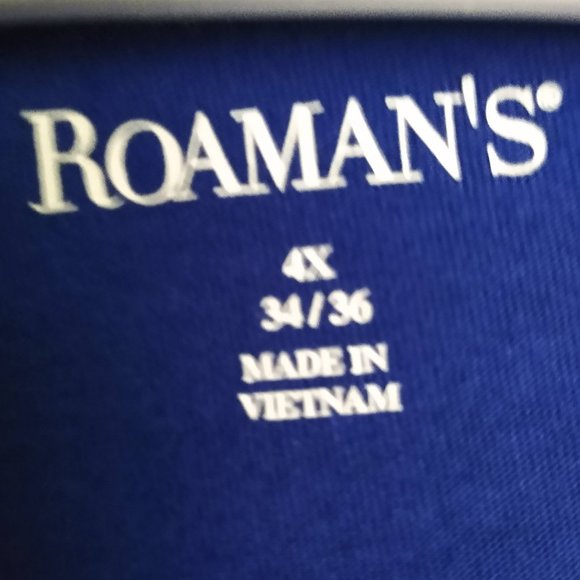 ROAMAN'S®
4X
34/36
MADE IN
VIETNAM